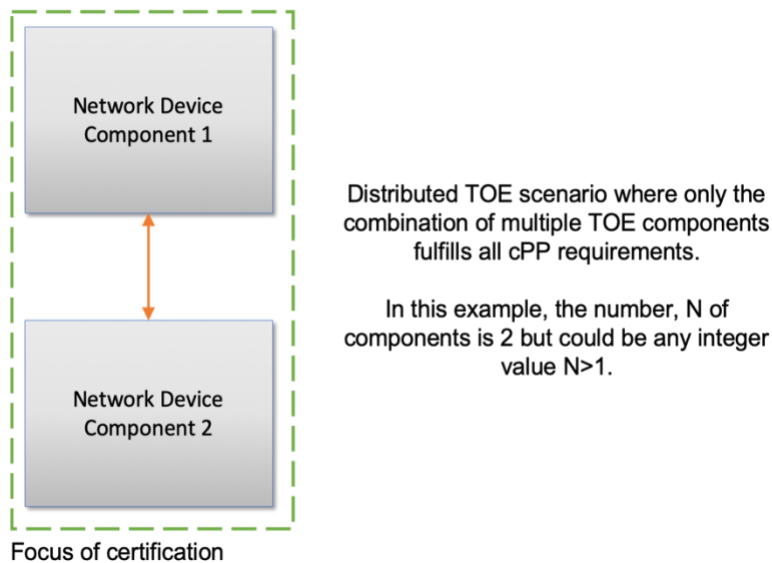 Network Device
Component 1
Distributed TOE scenario where only the
combination of multiple TOE components
fulfills all cPP requirements.
In this example, the number, N of
components is 2 but could be any integer
value N>1.
Network Device
Component 2
Focus of certification